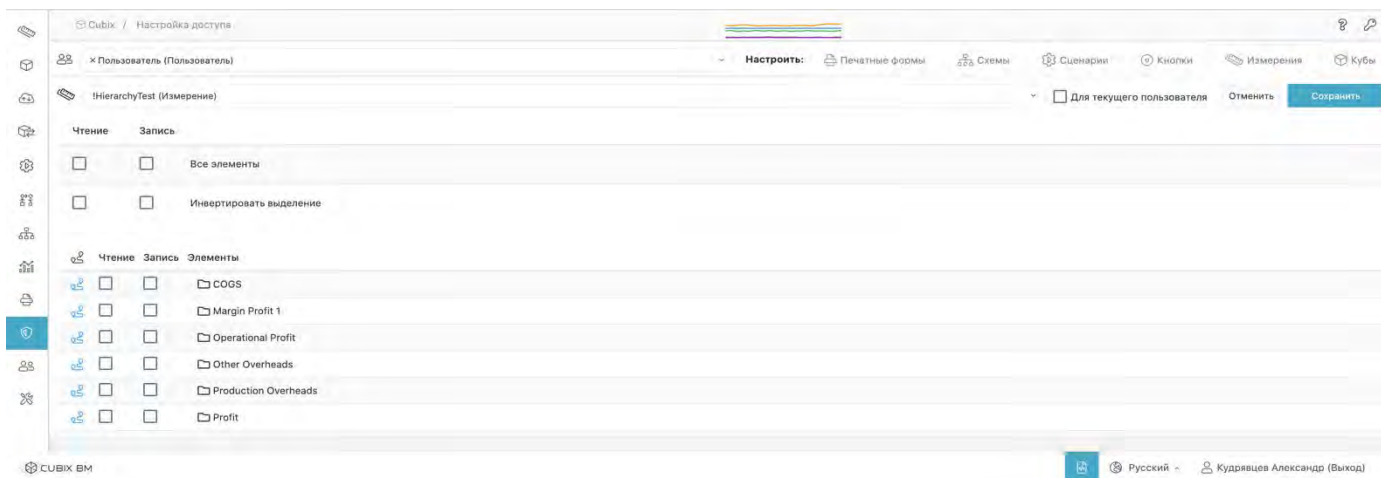 Cubix / Настройка доступа
× Пользователь (Пользователь) Настроить: Печатные формы Схемы Сценарии Кнопки Измерения Кубы
!HierarchyTest (Измерение) Для текущего пользователя Отменить Сохранить
Чтение Запись
Все элементы
Инвертировать выделение
Чтение Запись Элементы
COGS
Margin Profit 1
Operational Profit
Other Overheads
Production Overheads
Profit
CUBIX BM Русский Кудрявцев Александр (Выход)